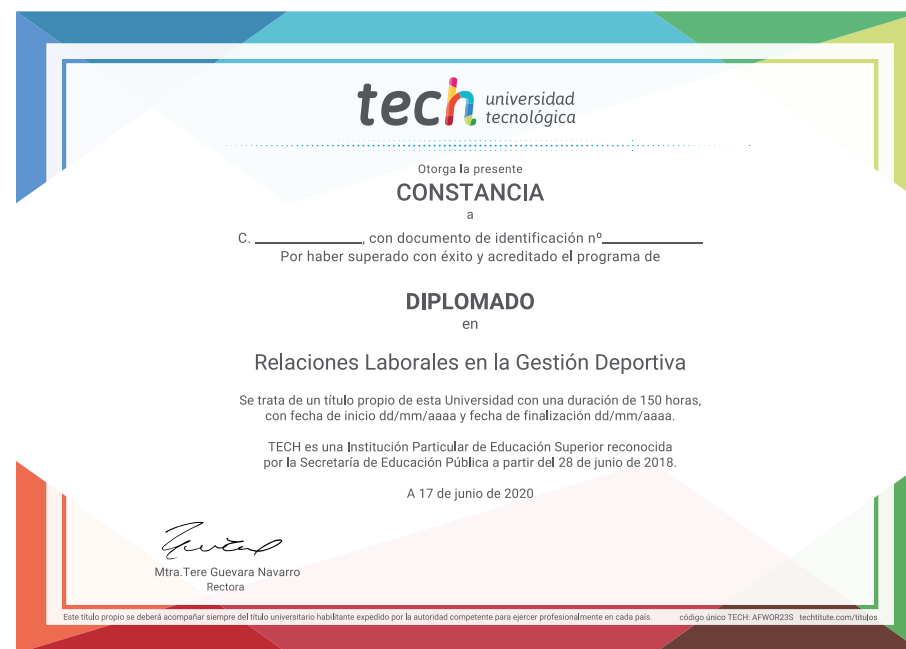 tech universidad
tecnológica
Otorga la presente
CONSTANCIA
a
C. ____________, con documento de identificación nº____________
Por haber superado con éxito y acreditado el programa de
DIPLOMADO
en
Relaciones Laborales en la Gestión Deportiva
Se trata de un título propio de esta Universidad con una duración de 150 horas,
con fecha de inicio dd/mm/aaaa y fecha de finalización dd/mm/aaaa.
TECH es una Institución Particular de Educación Superior reconocida
por la Secretaría de Educación Pública a partir del 28 de junio de 2018.
A 17 de junio de 2020
Mtra.Tere Guevara Navarro
Rectora
Este título propio se deberá acompañar siempre del título universitario habilitante expedido por la autoridad competente para ejercer profesionalmente en cada país. código único TECH: AFWOR23S techtitute.com/titulos